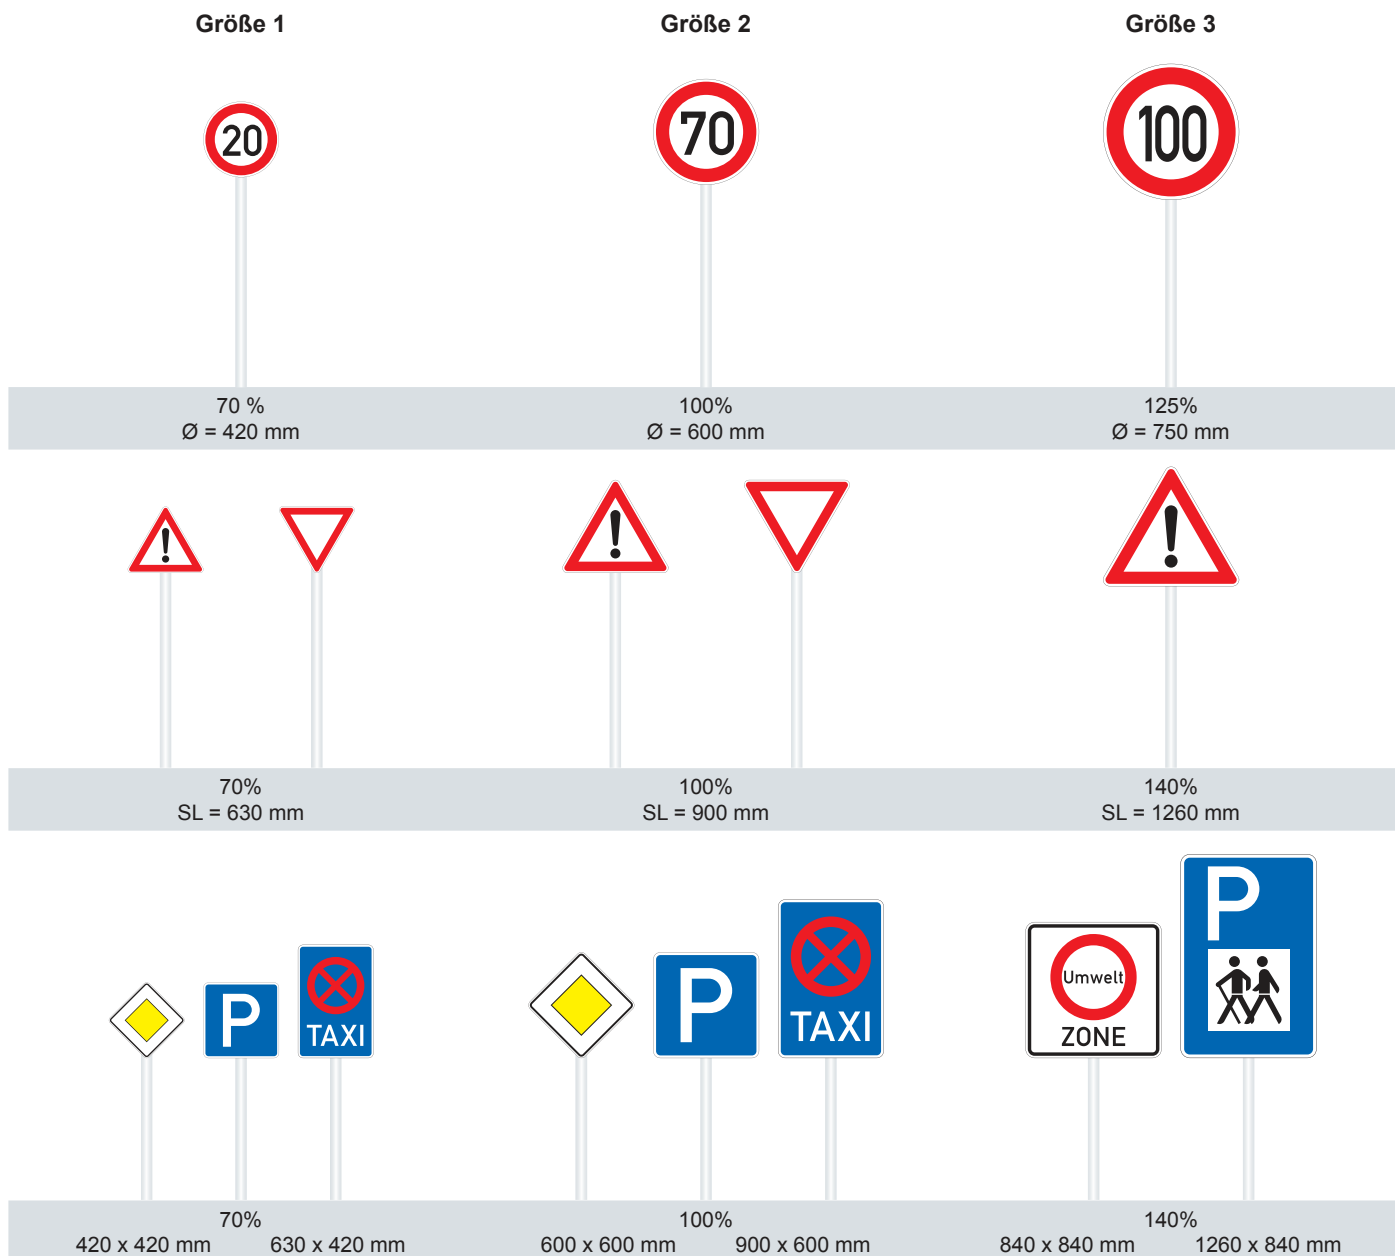 Größe 1 Größe 2 Größe 3
20 70 100
70 % 100% 125%
Ø = 420 mm Ø = 600 mm Ø = 750 mm
! ! !
70% 100% 140%
SL = 630 mm SL = 900 mm SL = 1260 mm
P
TAXI
P
TAXI
Umwelt
ZONE
P
70% 100% 140%
420 x 420 mm 630 x 420 mm 600 x 600 mm 900 x 600 mm 840 x 840 mm 1260 x 840 mm